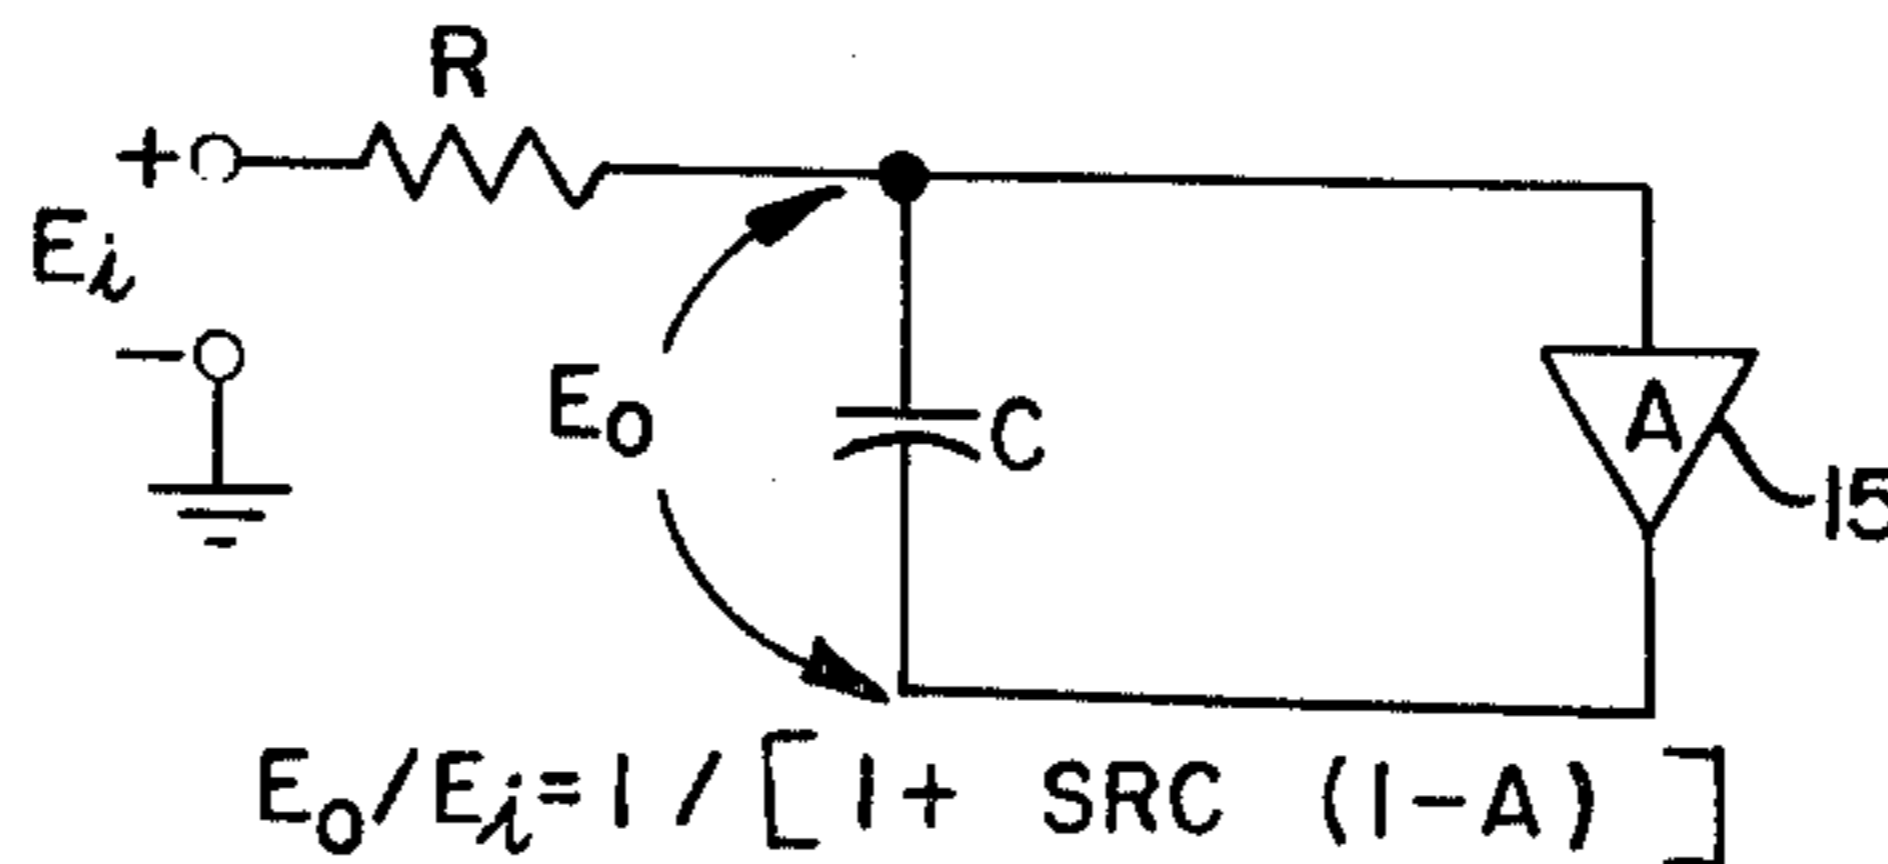 R
+
Ei
−
Eo
C
A
15
Eo/Ei=1/[1+ SRC (1-A)]